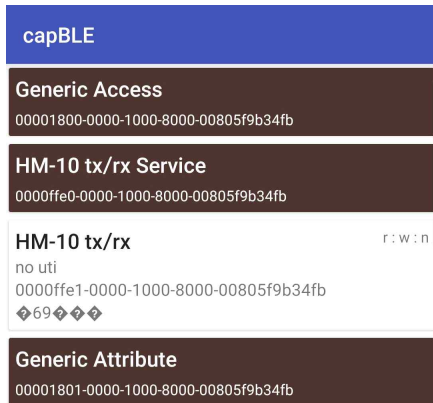 capBLE
Generic Access
00001800-0000-1000-8000-00805f9b34fb
HM-10 tx/rx Service
0000ffe0-0000-1000-8000-00805f9b34fb
HM-10 tx/rx r : w : n
no uti
0000ffe1-0000-1000-8000-00805f9b34fb
�69���
Generic Attribute
00001801-0000-1000-8000-00805f9b34fb